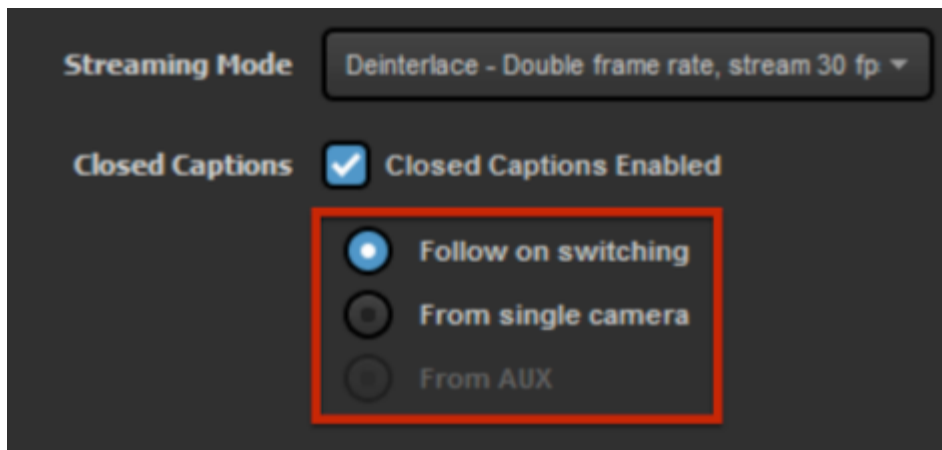 Streaming Mode Deinterlace - Double frame rate, stream 30 fp
Closed Captions Closed Captions Enabled
Follow on switching
From single camera
From AUX